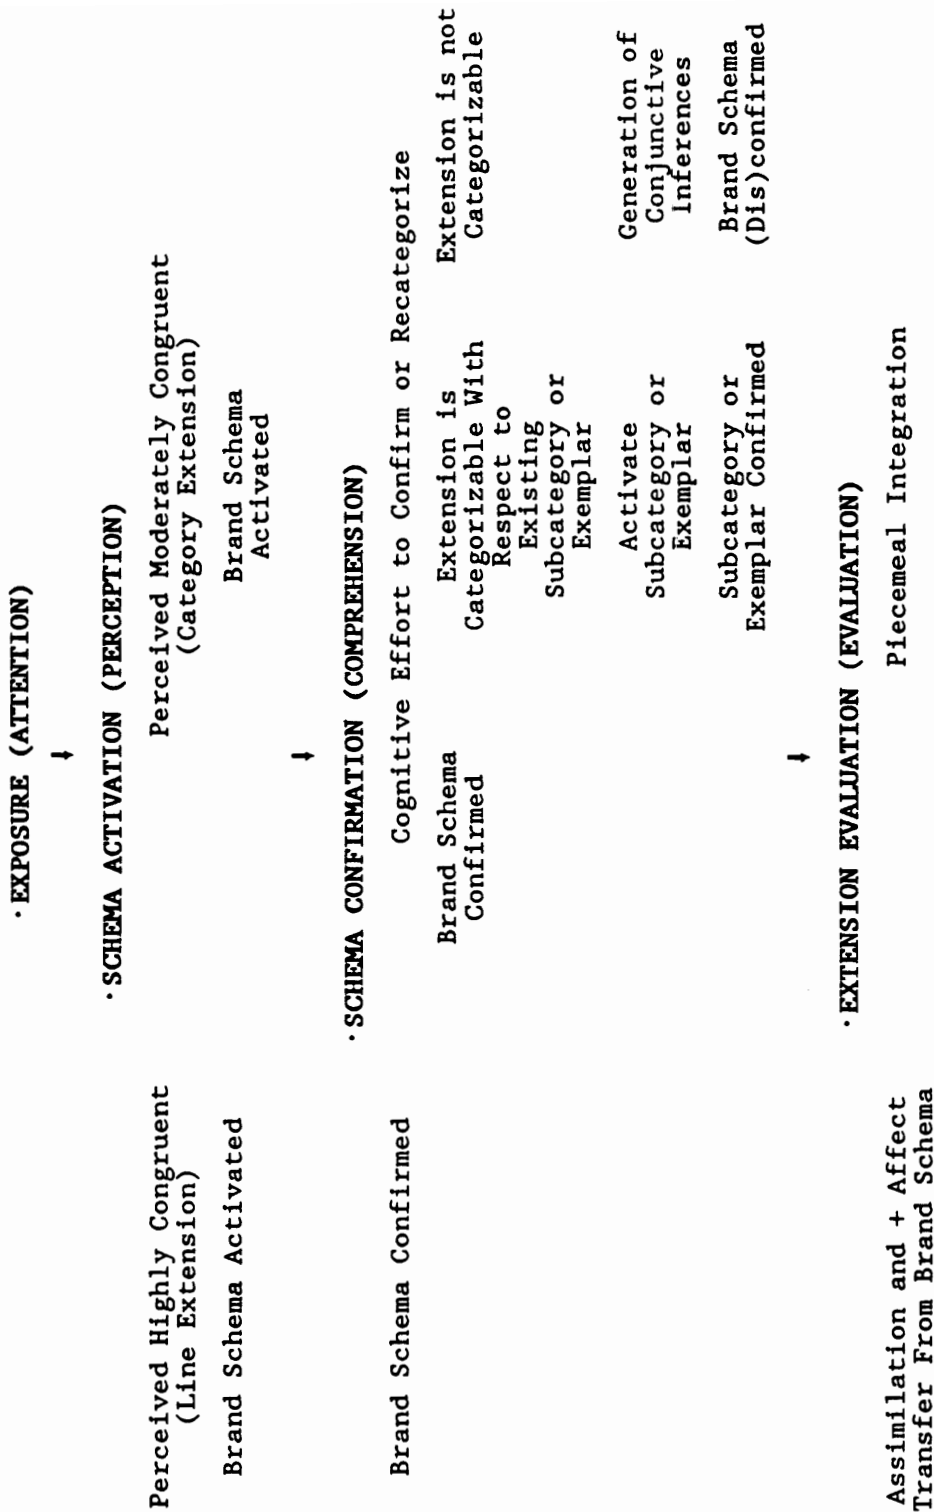 ·EXPOSURE (ATTENTION)
↓
·SCHEMA ACTIVATION (PERCEPTION)
Perceived Highly Congruent
(Line Extension)
Brand Schema Activated
Perceived Moderately Congruent
(Category Extension)
Brand Schema
Activated
↓
·SCHEMA CONFIRMATION (COMPREHENSION)
Brand Schema Confirmed
Cognitive Effort to Confirm or Recategorize
Brand Schema
Confirmed
Extension is
Categorizable With
Respect to
Existing
Subcategory or
Exemplar
Activate
Subcategory or
Exemplar
Subcategory or
Exemplar Confirmed
Extension is not
Categorizable
Generation of
Conjunctive
Inferences
Brand Schema
(Dis)confirmed
↓
·EXTENSION EVALUATION (EVALUATION)
Assimilation and + Affect
Transfer From Brand Schema
Piecemeal Integration